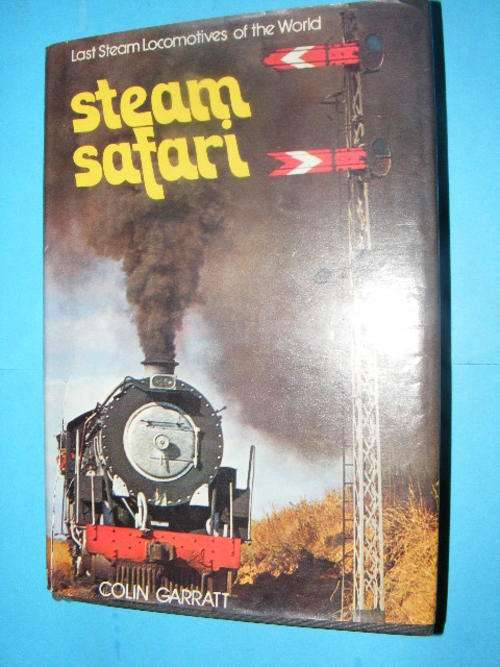 Last Steam Locomotives of the World
steam
safari
COLIN GARRATT